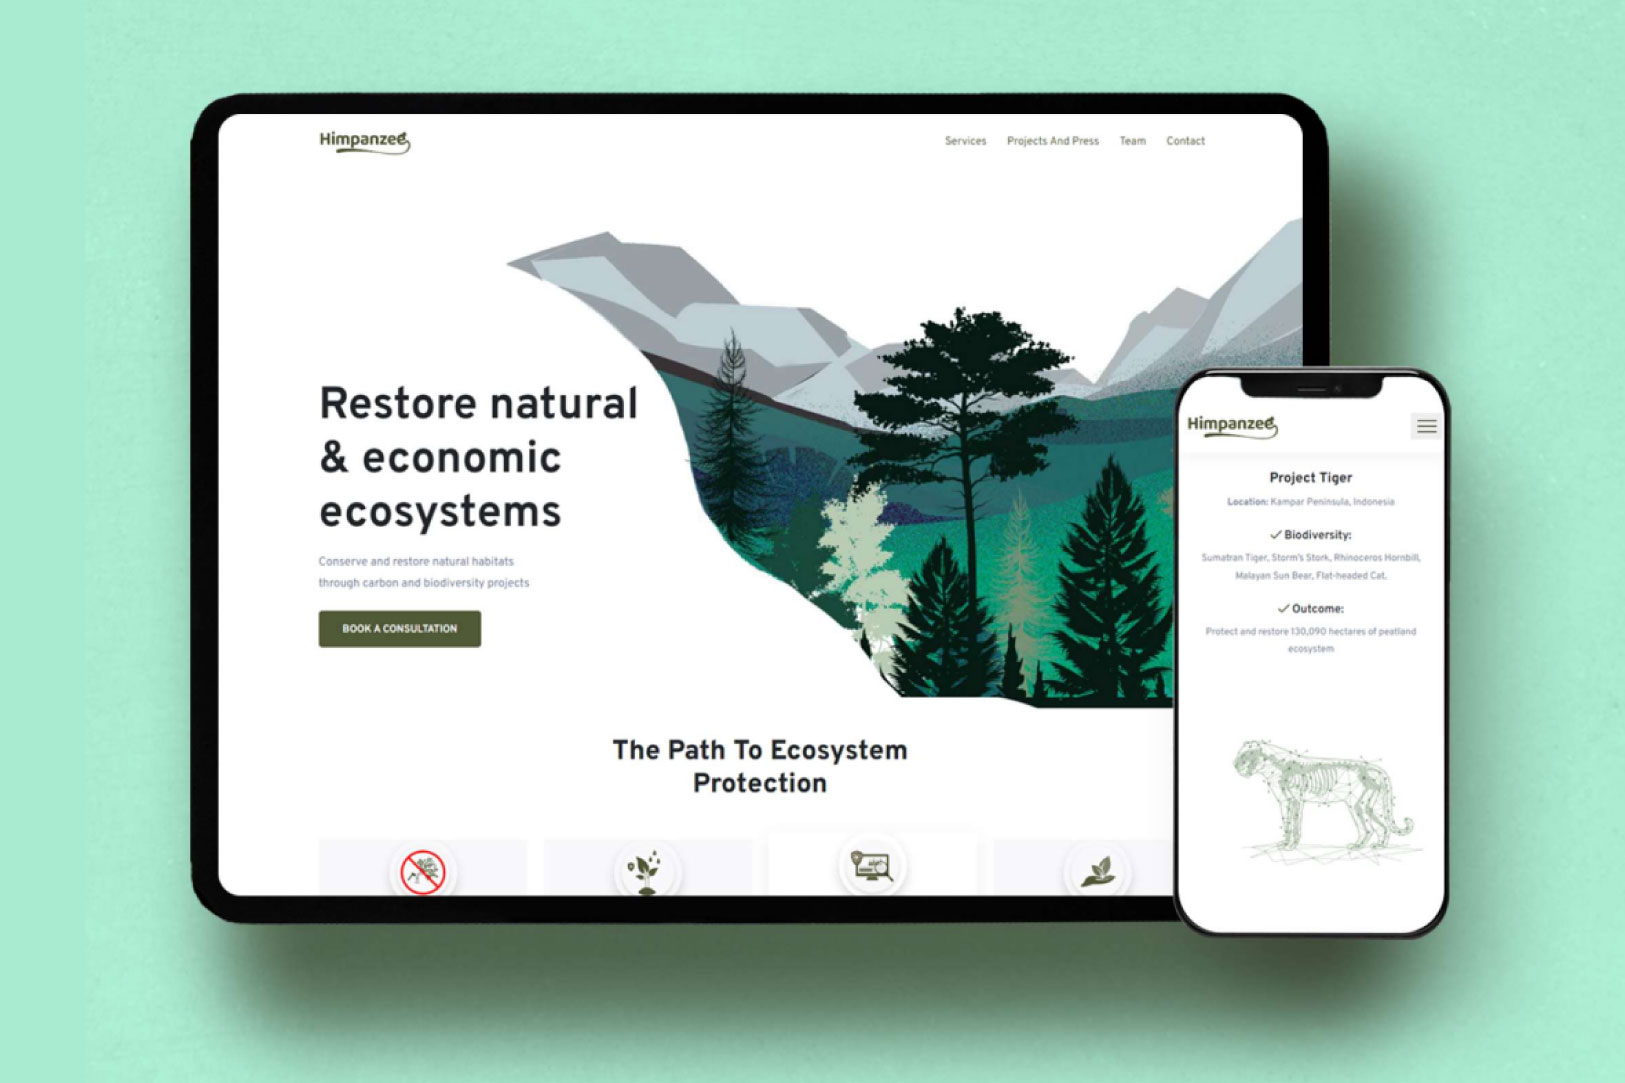 Himpanzee
Services
Projects And Press
Team
Contact
Restore natural
& economic
ecosystems
Conserve and restore natural habitats
through carbon and biodiversity projects
BOOK A CONSULTATION
The Path To Ecosystem
Protection
Himpanzee
Project Tiger
Location: Kampar Peninsula, Indonesia
Biodiversity:
Sumatran Tiger, Storm's Stork, Rhinoceros Hornbill,
Malayan Sun Bear, Flat-headed Cat.
Outcome:
Protect and restore 130,090 hectares of peatland
ecosystem